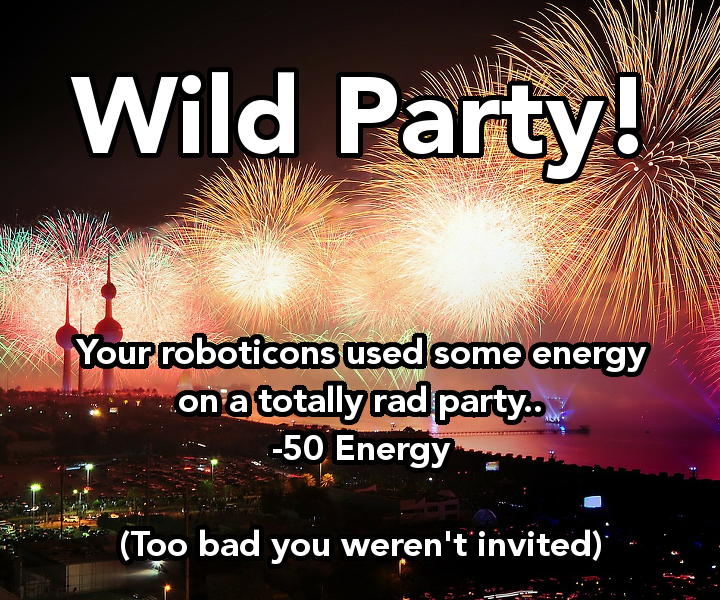 Wild Party!
Your roboticons used some energy
on a totally rad party..
-50 Energy
(Too bad you weren't invited)